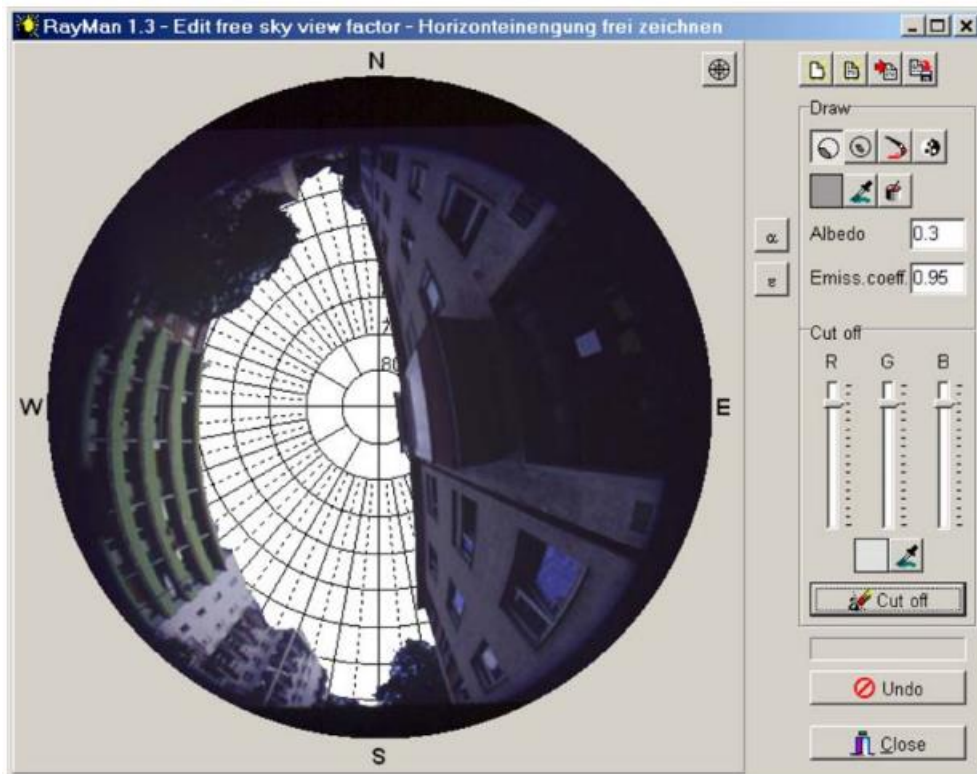 RayMan 1.3 - Edit free sky view factor - Horizonteinengung frei zeichnen
N
Draw
α
Albedo 0.3
ε
Emiss.coeff. 0.95
Cut off
R G B
80
W
E
Cut off
Undo
Close
S